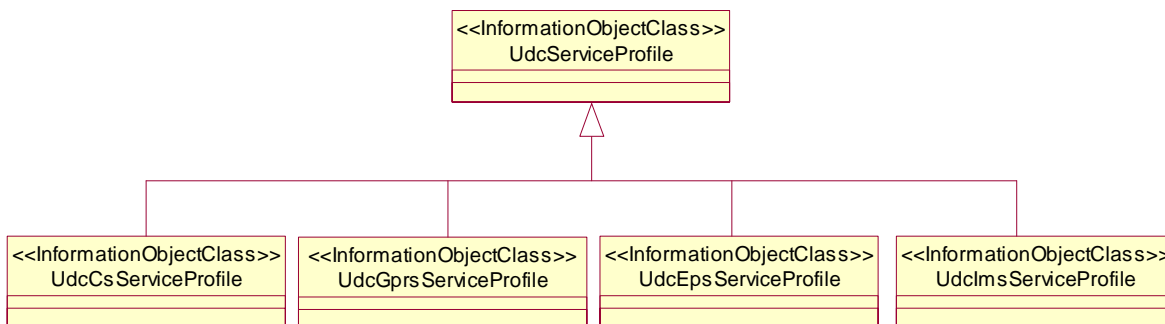 <<InformationObjectClass>>
UdcServiceProfile
<<InformationObjectClass>>
UdcCsServiceProfile
<<InformationObjectClass>>
UdcGprsServiceProfile
<<InformationObjectClass>>
UdcEpsServiceProfile
<<InformationObjectClass>>
UdcImsServiceProfile